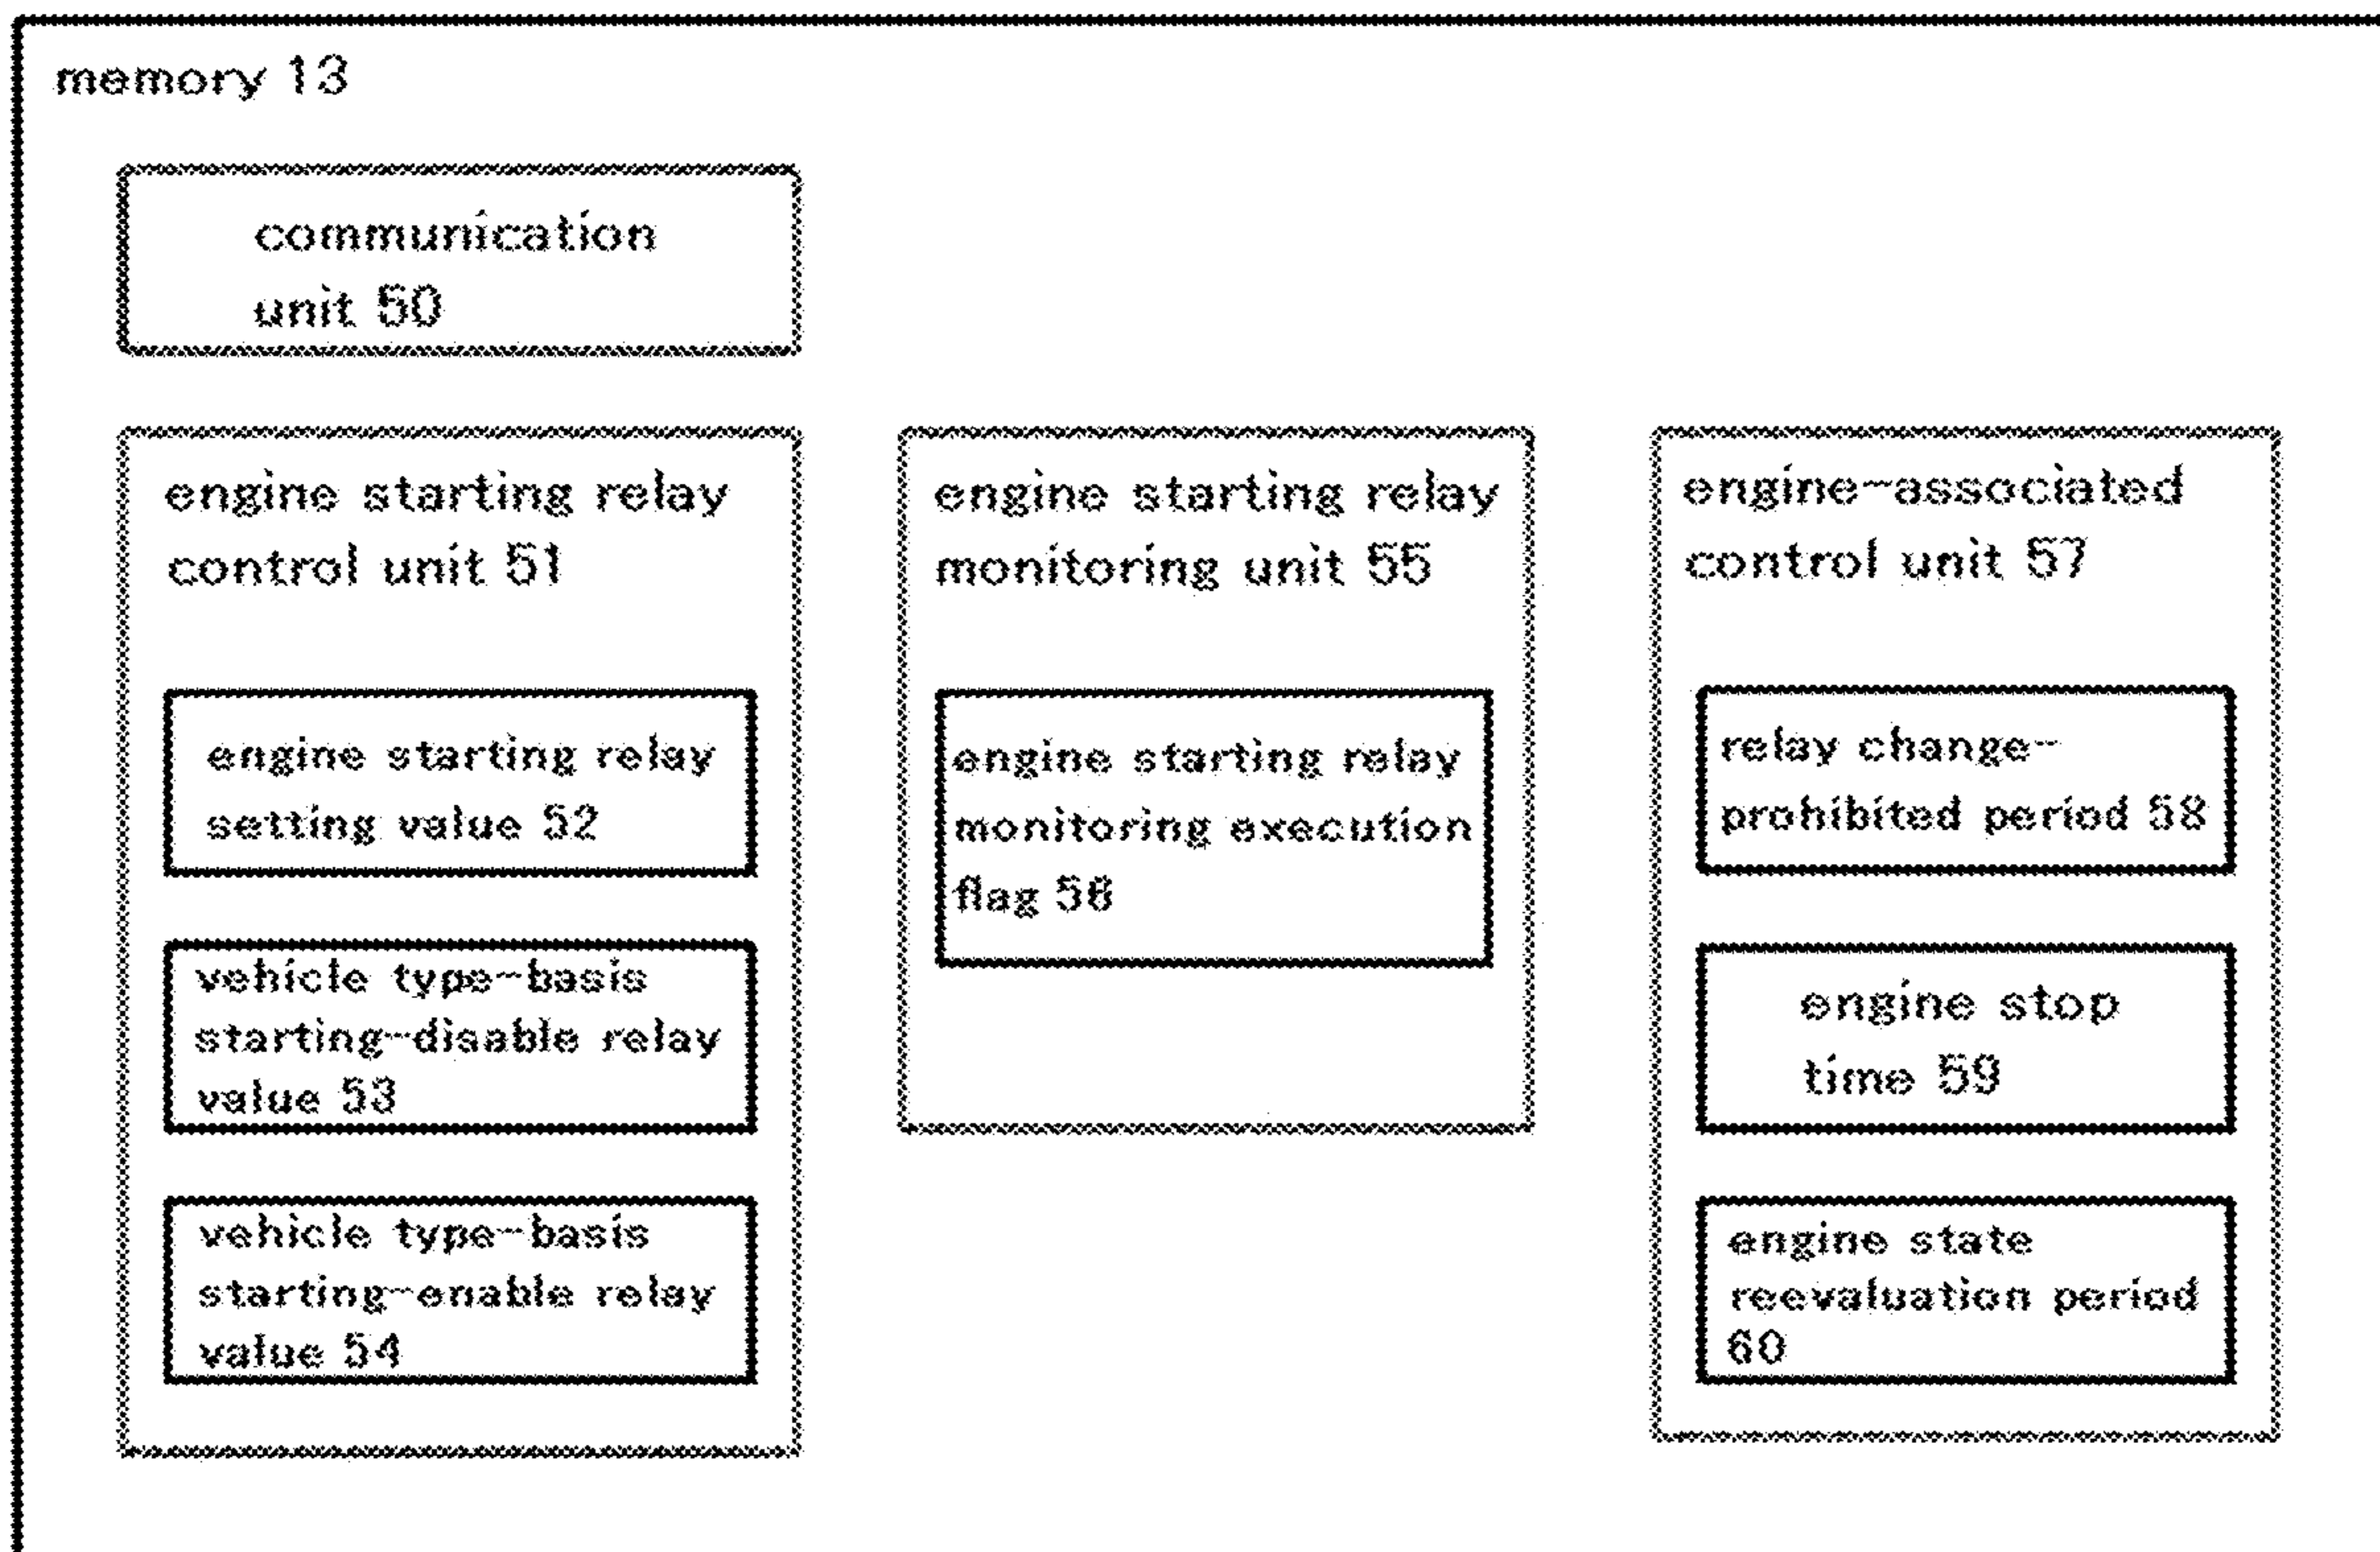 memory 13
communication
unit 50
engine starting relay
control unit 51
engine starting relay
setting value 52
vehicle type-basis
starting-disable relay
value 53
vehicle type-basis
starting-enable relay
value 54
engine starting relay
monitoring unit 55
engine starting relay
monitoring execution
flag 56
engine-associated
control unit 57
relay change-
prohibited period 58
engine stop
time 59
engine state
reevaluation period
60